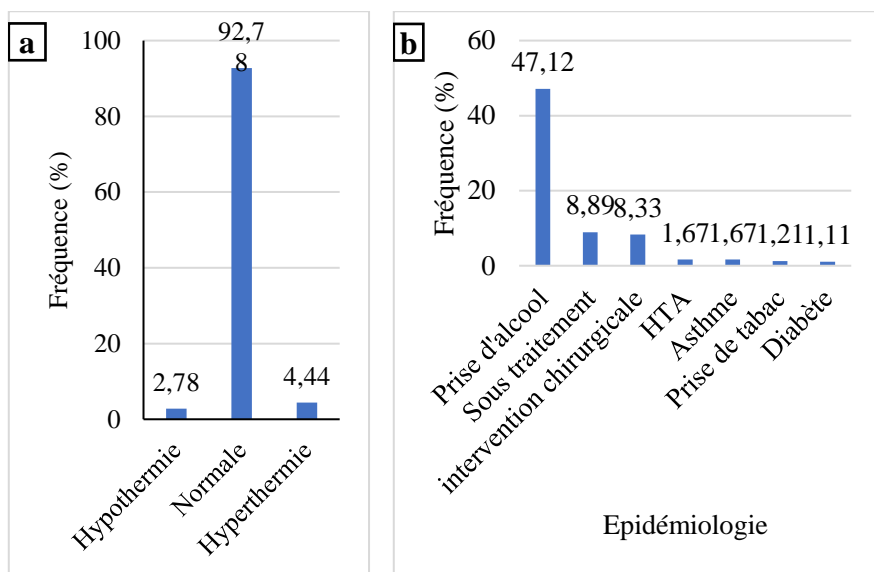 a
Fréquence (%)
100
80
60
40
20
0
92,7
8
2,78
4,44
Hypothermie
Normale
Hyperthermie
b
Fréquence (%)
60
40
20
0
47,12
8,89
8,33
1,67
1,67
1,21
1,11
Prise d'alcool
Sous traitement
intervention chirurgicale
HTA
Asthme
Prise de tabac
Diabète
Epidémiologie